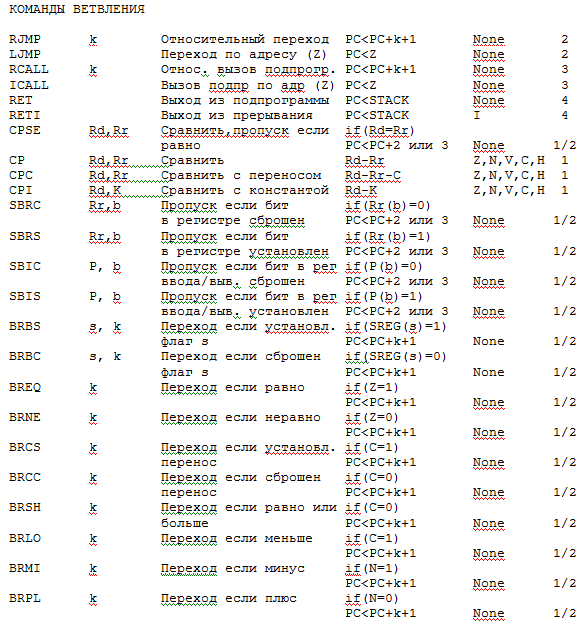 КОМАНДЫ ВЕТВЛЕНИЯ
RJMP k Относительный переход PC<PC+k+1 None 2
LJMP Переход по адресу (Z) PC<Z None 2
RCALL k Относ. вызов подпрогр. PC<PC+k+1 None 3
ICALL Вызов подпр по адр (Z) PC<Z None 3
RET Выход из подпрограммы PC<STACK None 4
RETI Выход из прерывания PC<STACK I 4
CPSE Rd,Rr Сравнить,пропуск если if(Rd=Rr)
равно PC<PC+2 или 3 None 1/2
CP Rd,Rr Сравнить Rd-Rr Z,N,V,C,H 1
CPC Rd,Rr Сравнить с переносом Rd-Rr-C Z,N,V,C,H 1
CPI Rd,K Сравнить с константой Rd-K Z,N,V,C,H 1
SBRC Rr,b Пропуск если бит if(Rr(b)=0)
в регистре сброшен PC<PC+2 или 3 None 1/2
SBRS Rr,b Пропуск если бит if(Rr(b)=1)
в регистре установлен PC<PC+2 или 3 None 1/2
SBIC P, b Пропуск если бит в рег if(P(b)=0)
ввода/выв. сброшен PC<PC+2 или 3 None 1/2
SBIS P, b Пропуск если бит в рег if(P(b)=1)
ввода/выв. установлен PC<PC+2 или 3 None 1/2
BRBS s, k Переход если установл. if(SREG(s)=1)
флаг s PC<PC+k+1 None 1/2
BRBC s, k Переход если сброшен if(SREG(s)=0)
флаг s PC<PC+k+1 None 1/2
BREQ k Переход если равно if(Z=1)
PC<PC+k+1 None 1/2
BRNE k Переход если неравно if(Z=0)
PC<PC+k+1 None 1/2
BRCS k Переход если установл. if(C=1)
перенос PC<PC+k+1 None 1/2
BRCC k Переход если сброшен if(C=0)
перенос PC<PC+k+1 None 1/2
BRSH k Переход если равно или if(C=0)
больше PC<PC+k+1 None 1/2
BRLO k Переход если меньше if(C=1)
PC<PC+k+1 None 1/2
BRMI k Переход если минус if(N=1)
PC<PC+k+1 None 1/2
BRPL k Переход если плюс if(N=0)
PC<PC+k+1 None 1/2